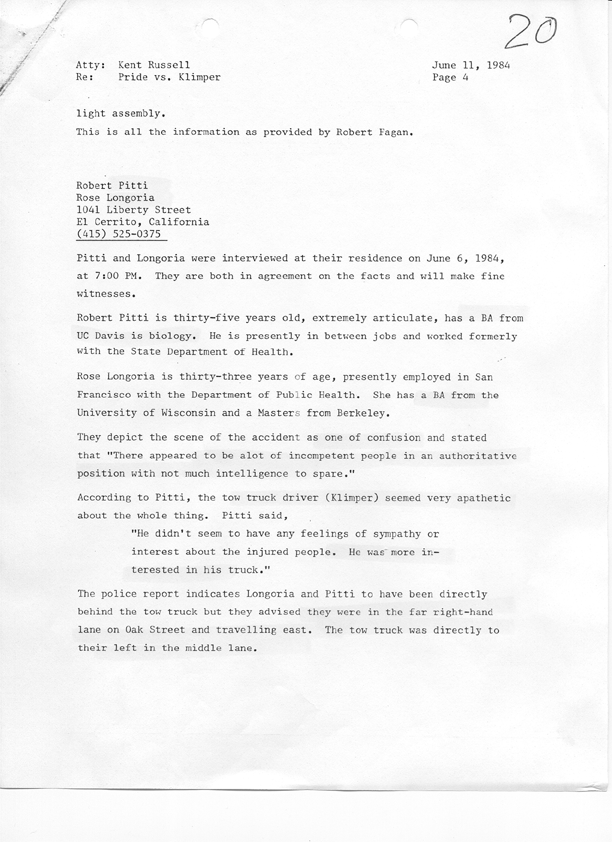 20
Atty: Kent Russell June 11, 1984
Re: Pride vs. Klimper Page 4
light assembly.
This is all the information as provided by Robert Fagan.
Robert Pitti
Rose Longoria
1041 Liberty Street
El Cerrito, California
(415) 525-0375
Pitti and Longoria were interviewed at their residence on June 6, 1984,
at 7:00 PM. They are both in agreement on the facts and will make fine
witnesses.
Robert Pitti is thirty-five years old, extremely articulate, has a BA from
UC Davis is biology. He is presently in between jobs and worked formerly
with the State Department of Health.
Rose Longoria is thirty-three years of age, presently employed in San
Francisco with the Department of Public Health. She has a BA from the
University of Wisconsin and a Masters from Berkeley.
They depict the scene of the accident as one of confusion and stated
that "There appeared to be alot of incompetent people in an authoritative
position with not much intelligence to spare."
According to Pitti, the tow truck driver (Klimper) seemed very apathetic
about the whole thing. Pitti said,
"He didn't seem to have any feelings of sympathy or
interest about the injured people. He was more in-
terested in his truck."
The police report indicates Longoria and Pitti to have been directly
behind the tow truck but they advised they were in the far right-hand
lane on Oak Street and travelling east. The tow truck was directly to
their left in the middle lane.